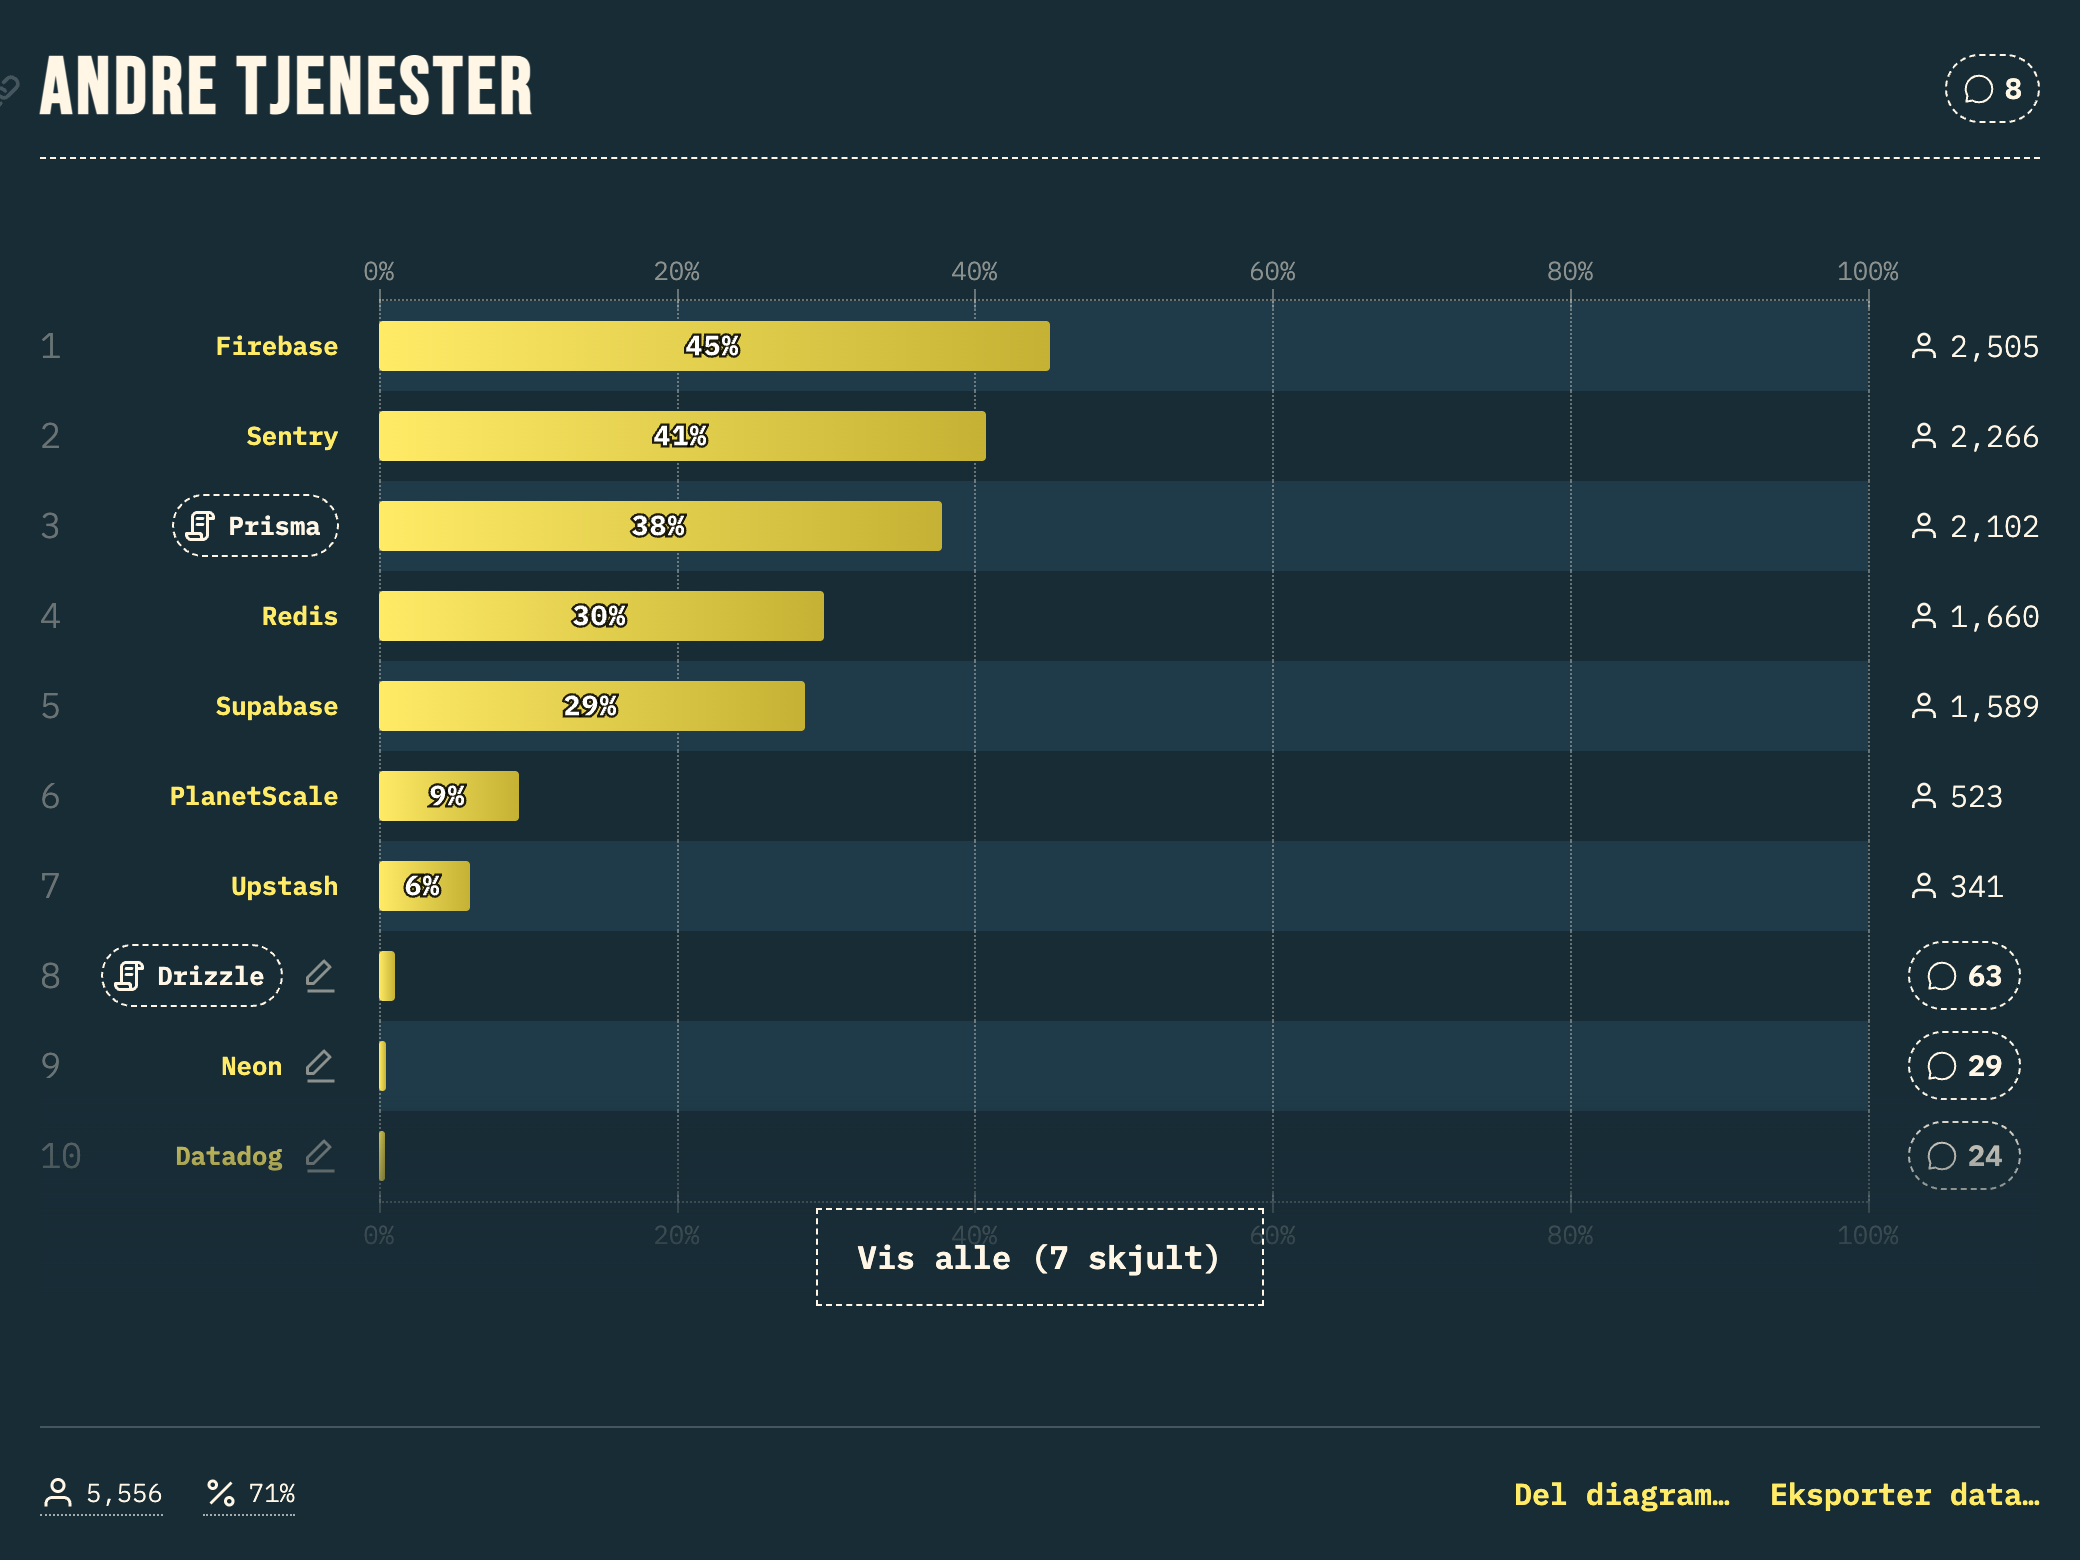 ANDRE TJENESTER
8
0% 20% 40% 60% 80% 100%
1 Firebase 45% 2,505
2 Sentry 41% 2,266
3 Prisma 38% 2,102
4 Redis 30% 1,660
5 Supabase 29% 1,589
6 PlanetScale 9% 523
7 Upstash 6% 341
8 Drizzle 63
9 Neon 29
10 Datadog 24
0% 20% 40% 60% 80% 100%
Vis alle (7 skjult)
5,556 71% Del diagram… Eksporter data…